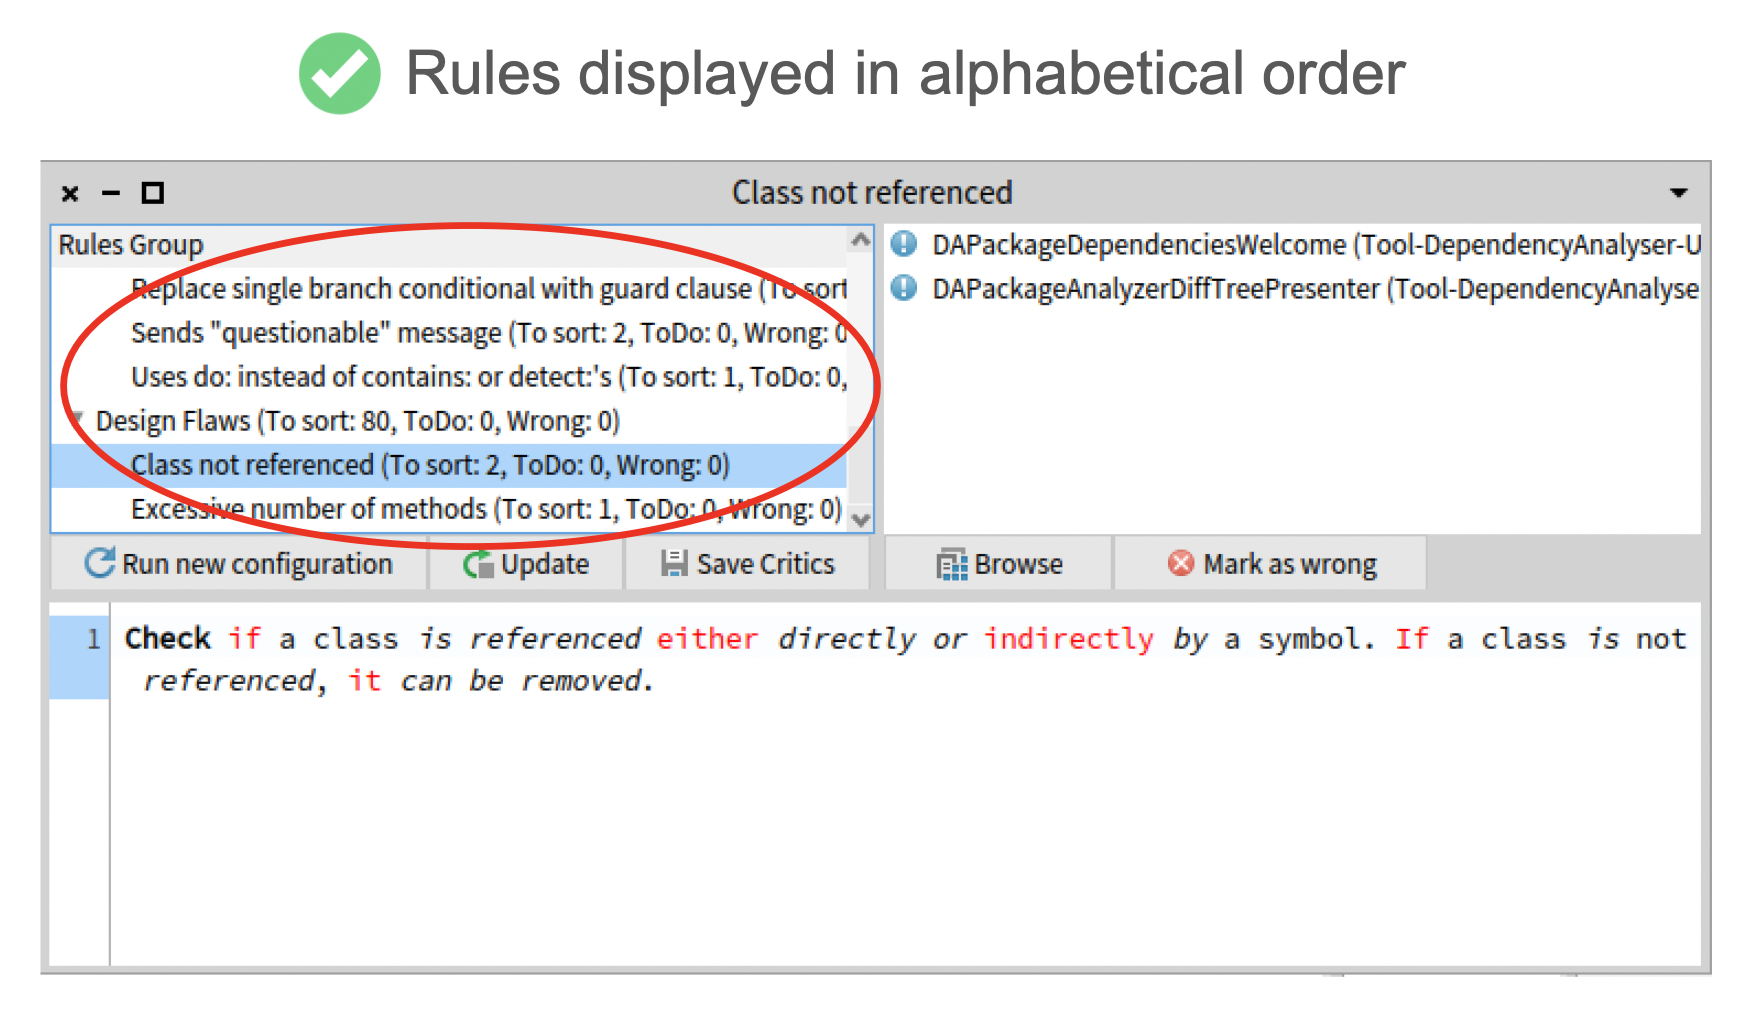 Rules displayed in alphabetical order
Class not referenced
Rules Group
Replace single branch conditional with guard clause (To sort
Sends "questionable" message (To sort: 2, ToDo: 0, Wrong: 0
Uses do: instead of contains: or detect:'s (To sort: 1, ToDo: 0,
Design Flaws (To sort: 80, ToDo: 0, Wrong: 0)
Class not referenced (To sort: 2, ToDo: 0, Wrong: 0)
Excessive number of methods (To sort: 1, ToDo: 0, Wrong: 0)
DAPackageDependenciesWelcome (Tool-DependencyAnalyser-U
DAPackageAnalyzerDiffTreePresenter (Tool-DependencyAnalyse
Run new configuration Update Save Critics Browse Mark as wrong
1 Check if a class is referenced either directly or indirectly by a symbol. If a class is not
referenced, it can be removed.